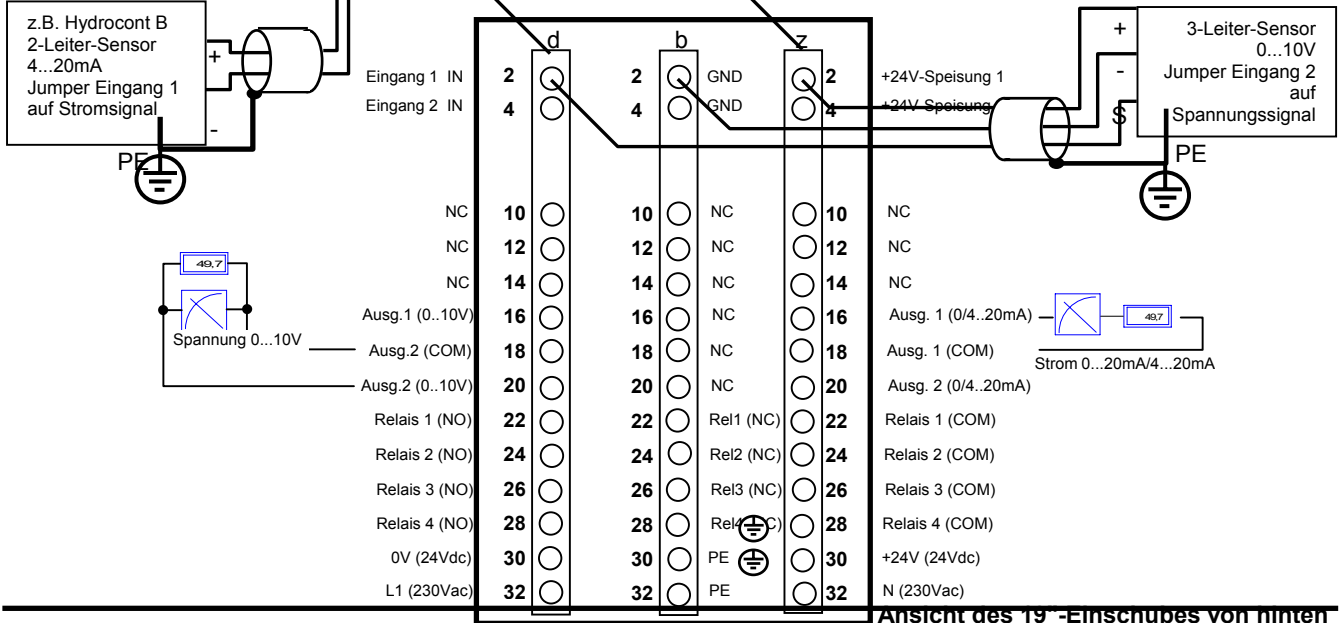 z.B. Hydrocont B
2-Leiter-Sensor
4...20mA
Jumper Eingang 1
auf Stromsignal
+
-
PE
+
-
S
3-Leiter-Sensor
0...10V
Jumper Eingang 2
auf
Spannungssignal
PE
d b z
Eingang 1 IN 2 2 GND 2 +24V-Speisung 1
Eingang 2 IN 4 4 GND 4 +24V-Speisung
NC 10 10 NC 10 NC
NC 12 12 NC 12 NC
NC 14 14 NC 14 NC
Ausg.1 (0..10V) 16 16 NC 16 Ausg. 1 (0/4..20mA)
Ausg.2 (COM) 18 18 NC 18 Ausg. 1 (COM)
Ausg.2 (0..10V) 20 20 NC 20 Ausg. 2 (0/4..20mA)
Relais 1 (NO) 22 22 Rel1 (NC) 22 Relais 1 (COM)
Relais 2 (NO) 24 24 Rel2 (NC) 24 Relais 2 (COM)
Relais 3 (NO) 26 26 Rel3 (NC) 26 Relais 3 (COM)
Relais 4 (NO) 28 28 Rel4 28 Relais 4 (COM)
0V (24Vdc) 30 30 PE 30 +24V (24Vdc)
L1 (230Vac) 32 32 PE 32 N (230Vac)
49,7
Spannung 0...10V
49,7
Strom 0...20mA/4...20mA
Ansicht des 19"-Einschubes von hinten